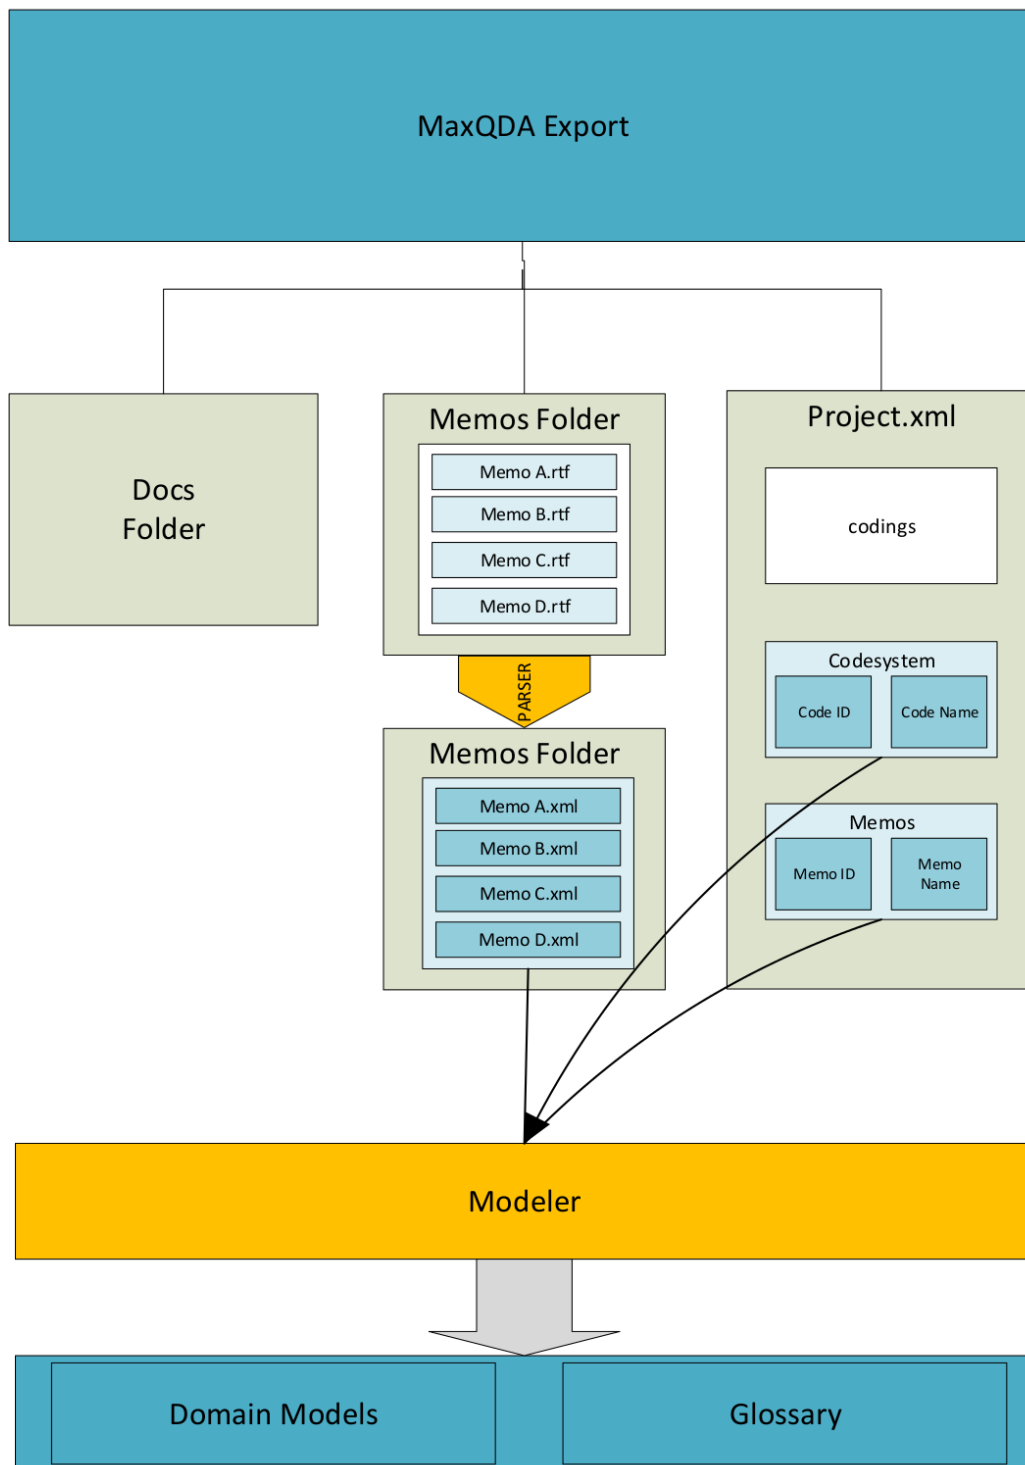 MaxQDA Export
Docs
Folder
Memos Folder
Memo A.rtf
Memo B.rtf
Memo C.rtf
Memo D.rtf
PARSER
Memos Folder
Memo A.xml
Memo B.xml
Memo C.xml
Memo D.xml
Project.xml
codings
Codesystem
Code ID
Code Name
Memos
Memo ID
Memo
Name
Modeler
Domain Models
Glossary